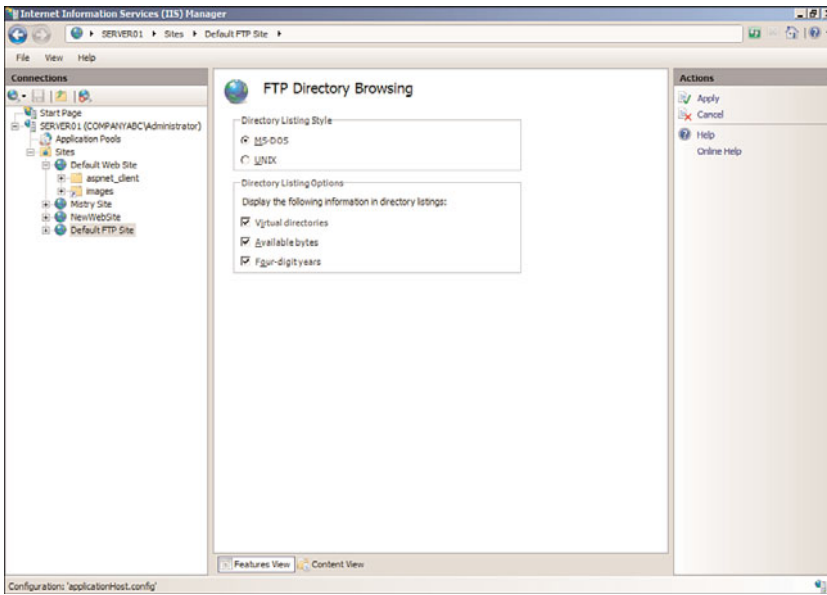 Internet Information Services (IIS) Manager
SERVER01 Sites Default FTP Site
File View Help
Connections
Start Page
SERVER01 (COMPANYABC\Administrator)
Application Pools
Sites
Default Web Site
aspnet_client
images
Mistry Site
NewWebSite
Default FTP Site
FTP Directory Browsing
Directory Listing Style
MS-DOS
UNIX
Directory Listing Options
Display the following information in directory listings:
Virtual directories
Available bytes
Four-digit years
Features View Content View
Actions
Apply
Cancel
Help
Online Help
Configuration: 'applicationHost.config'